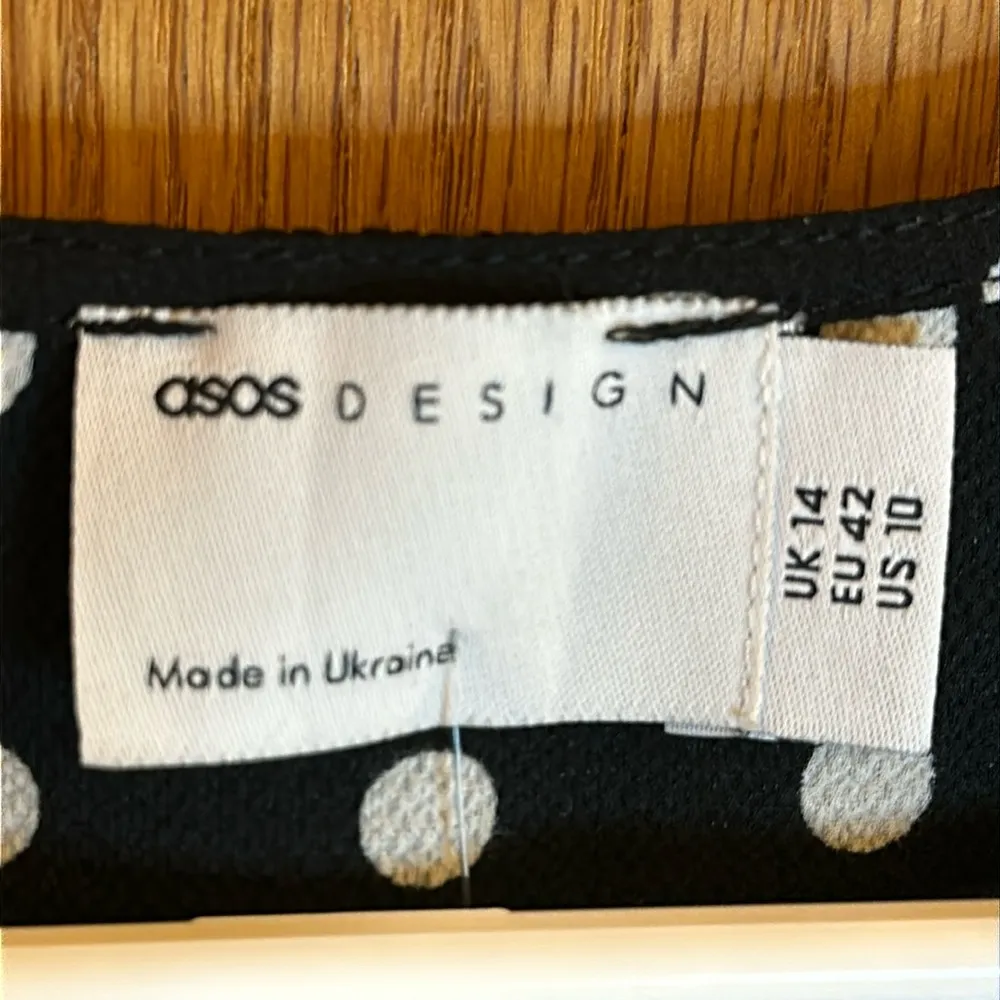 asos DESIGN
Made in Ukraine
UK 14
EU 42
US 10